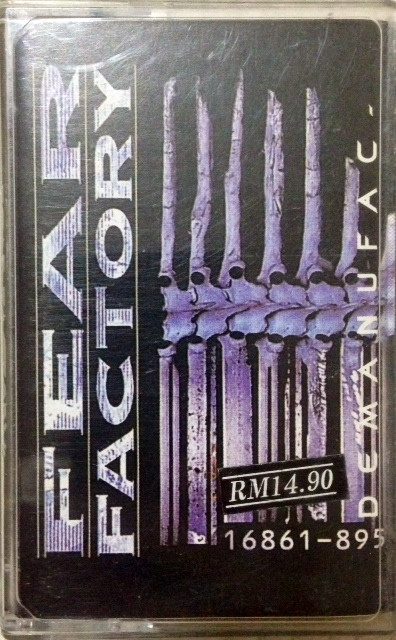 FEAR
FACTORY
DEMANUFAC-
RM14.90
16861-895